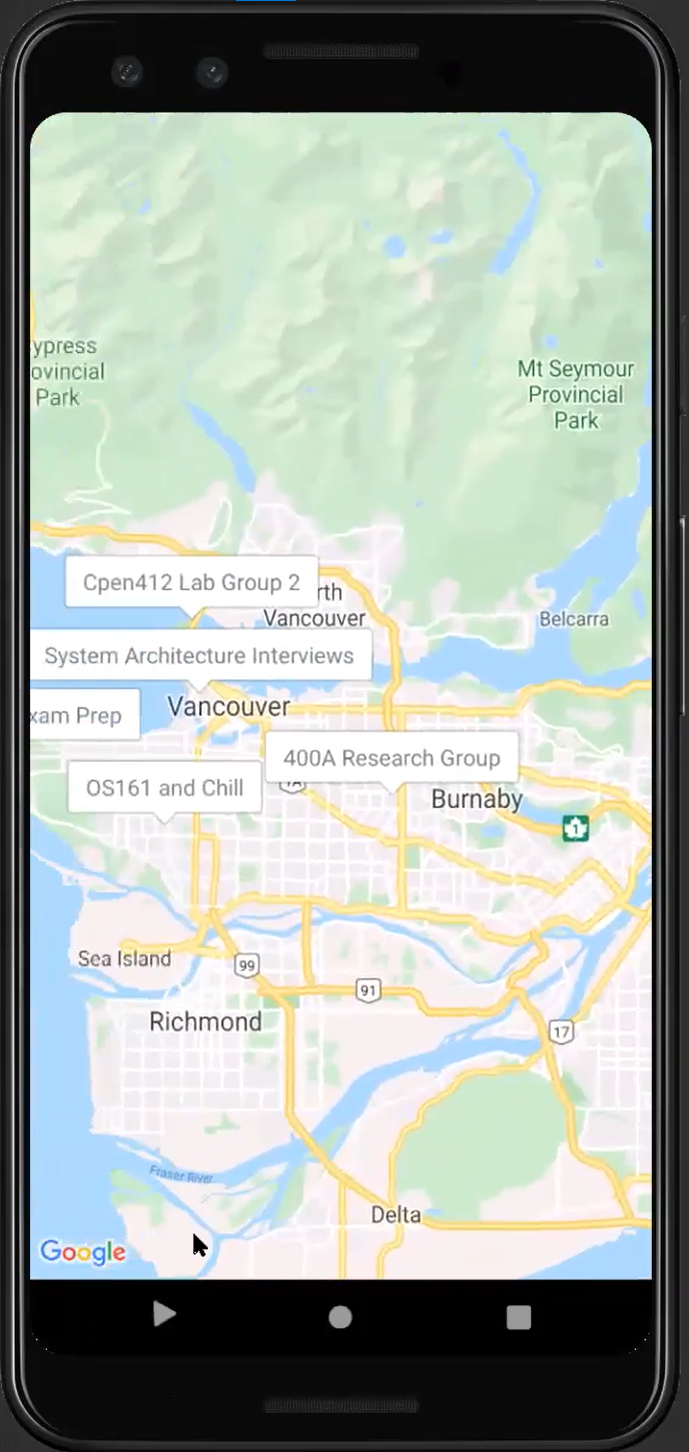 ypress
ovincial
Park
Mt Seymour
Provincial
Park
Cpen412 Lab Group 2
rth
Vancouver
Belcarra
System Architecture Interviews
Vancouver
xam Prep
400A Research Group
OS161 and Chill
Burnaby
1
Sea Island
99
91
Richmond
17
Fraser River
Delta
Google